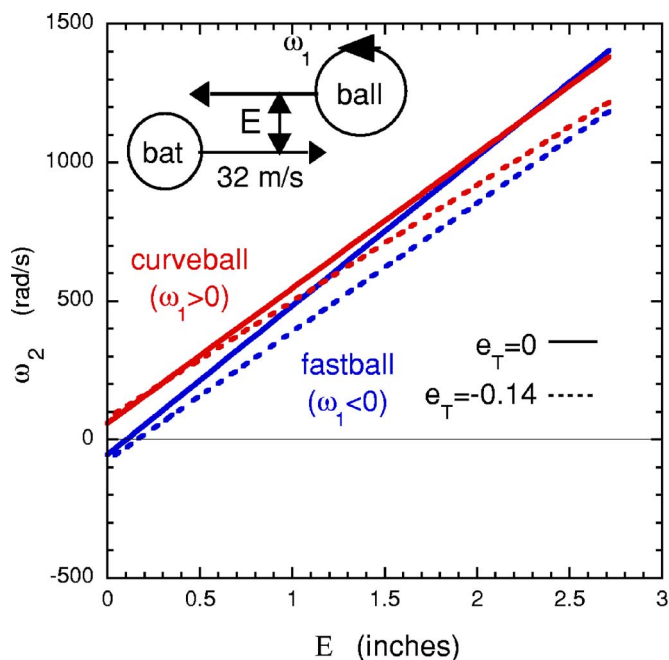 1500
1000
500
0
-500
ω2 (rad/s)
ω1
ball
E
bat
32 m/s
curveball
(ω1>0)
fastball
(ω1<0)
eT=0
eT=-0.14
0 0.5 1 1.5 2 2.5 3
E (inches)